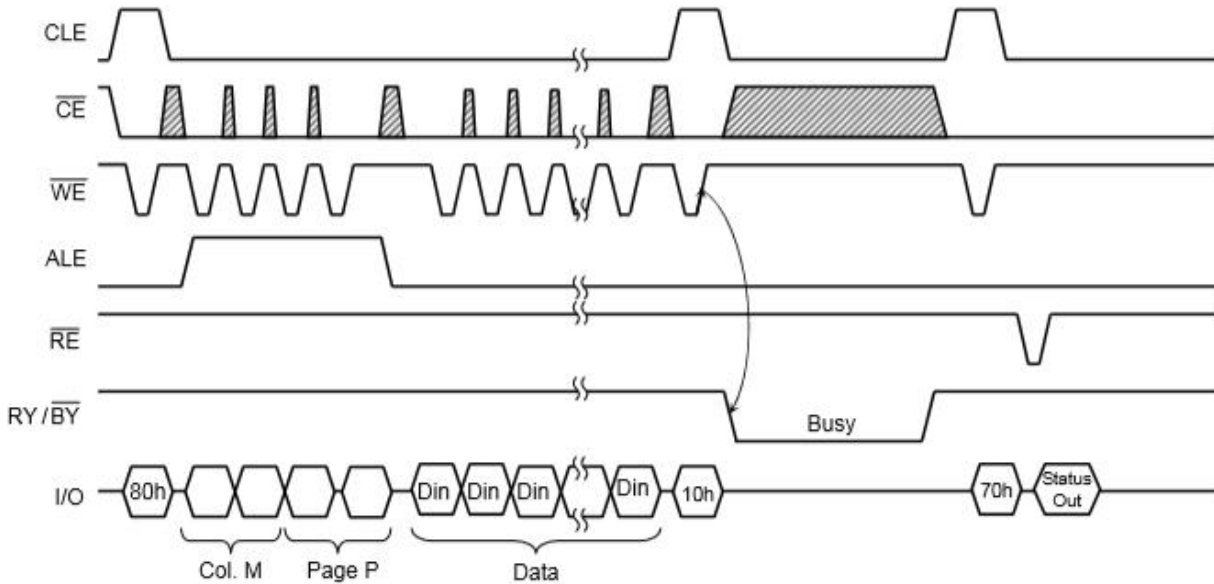 CLE
CE
WE
ALE
RE
RY/BY
Busy
I/O
80h
Din
Din
Din
Din
10h
70h
Status
Out
Col. M
Page P
Data